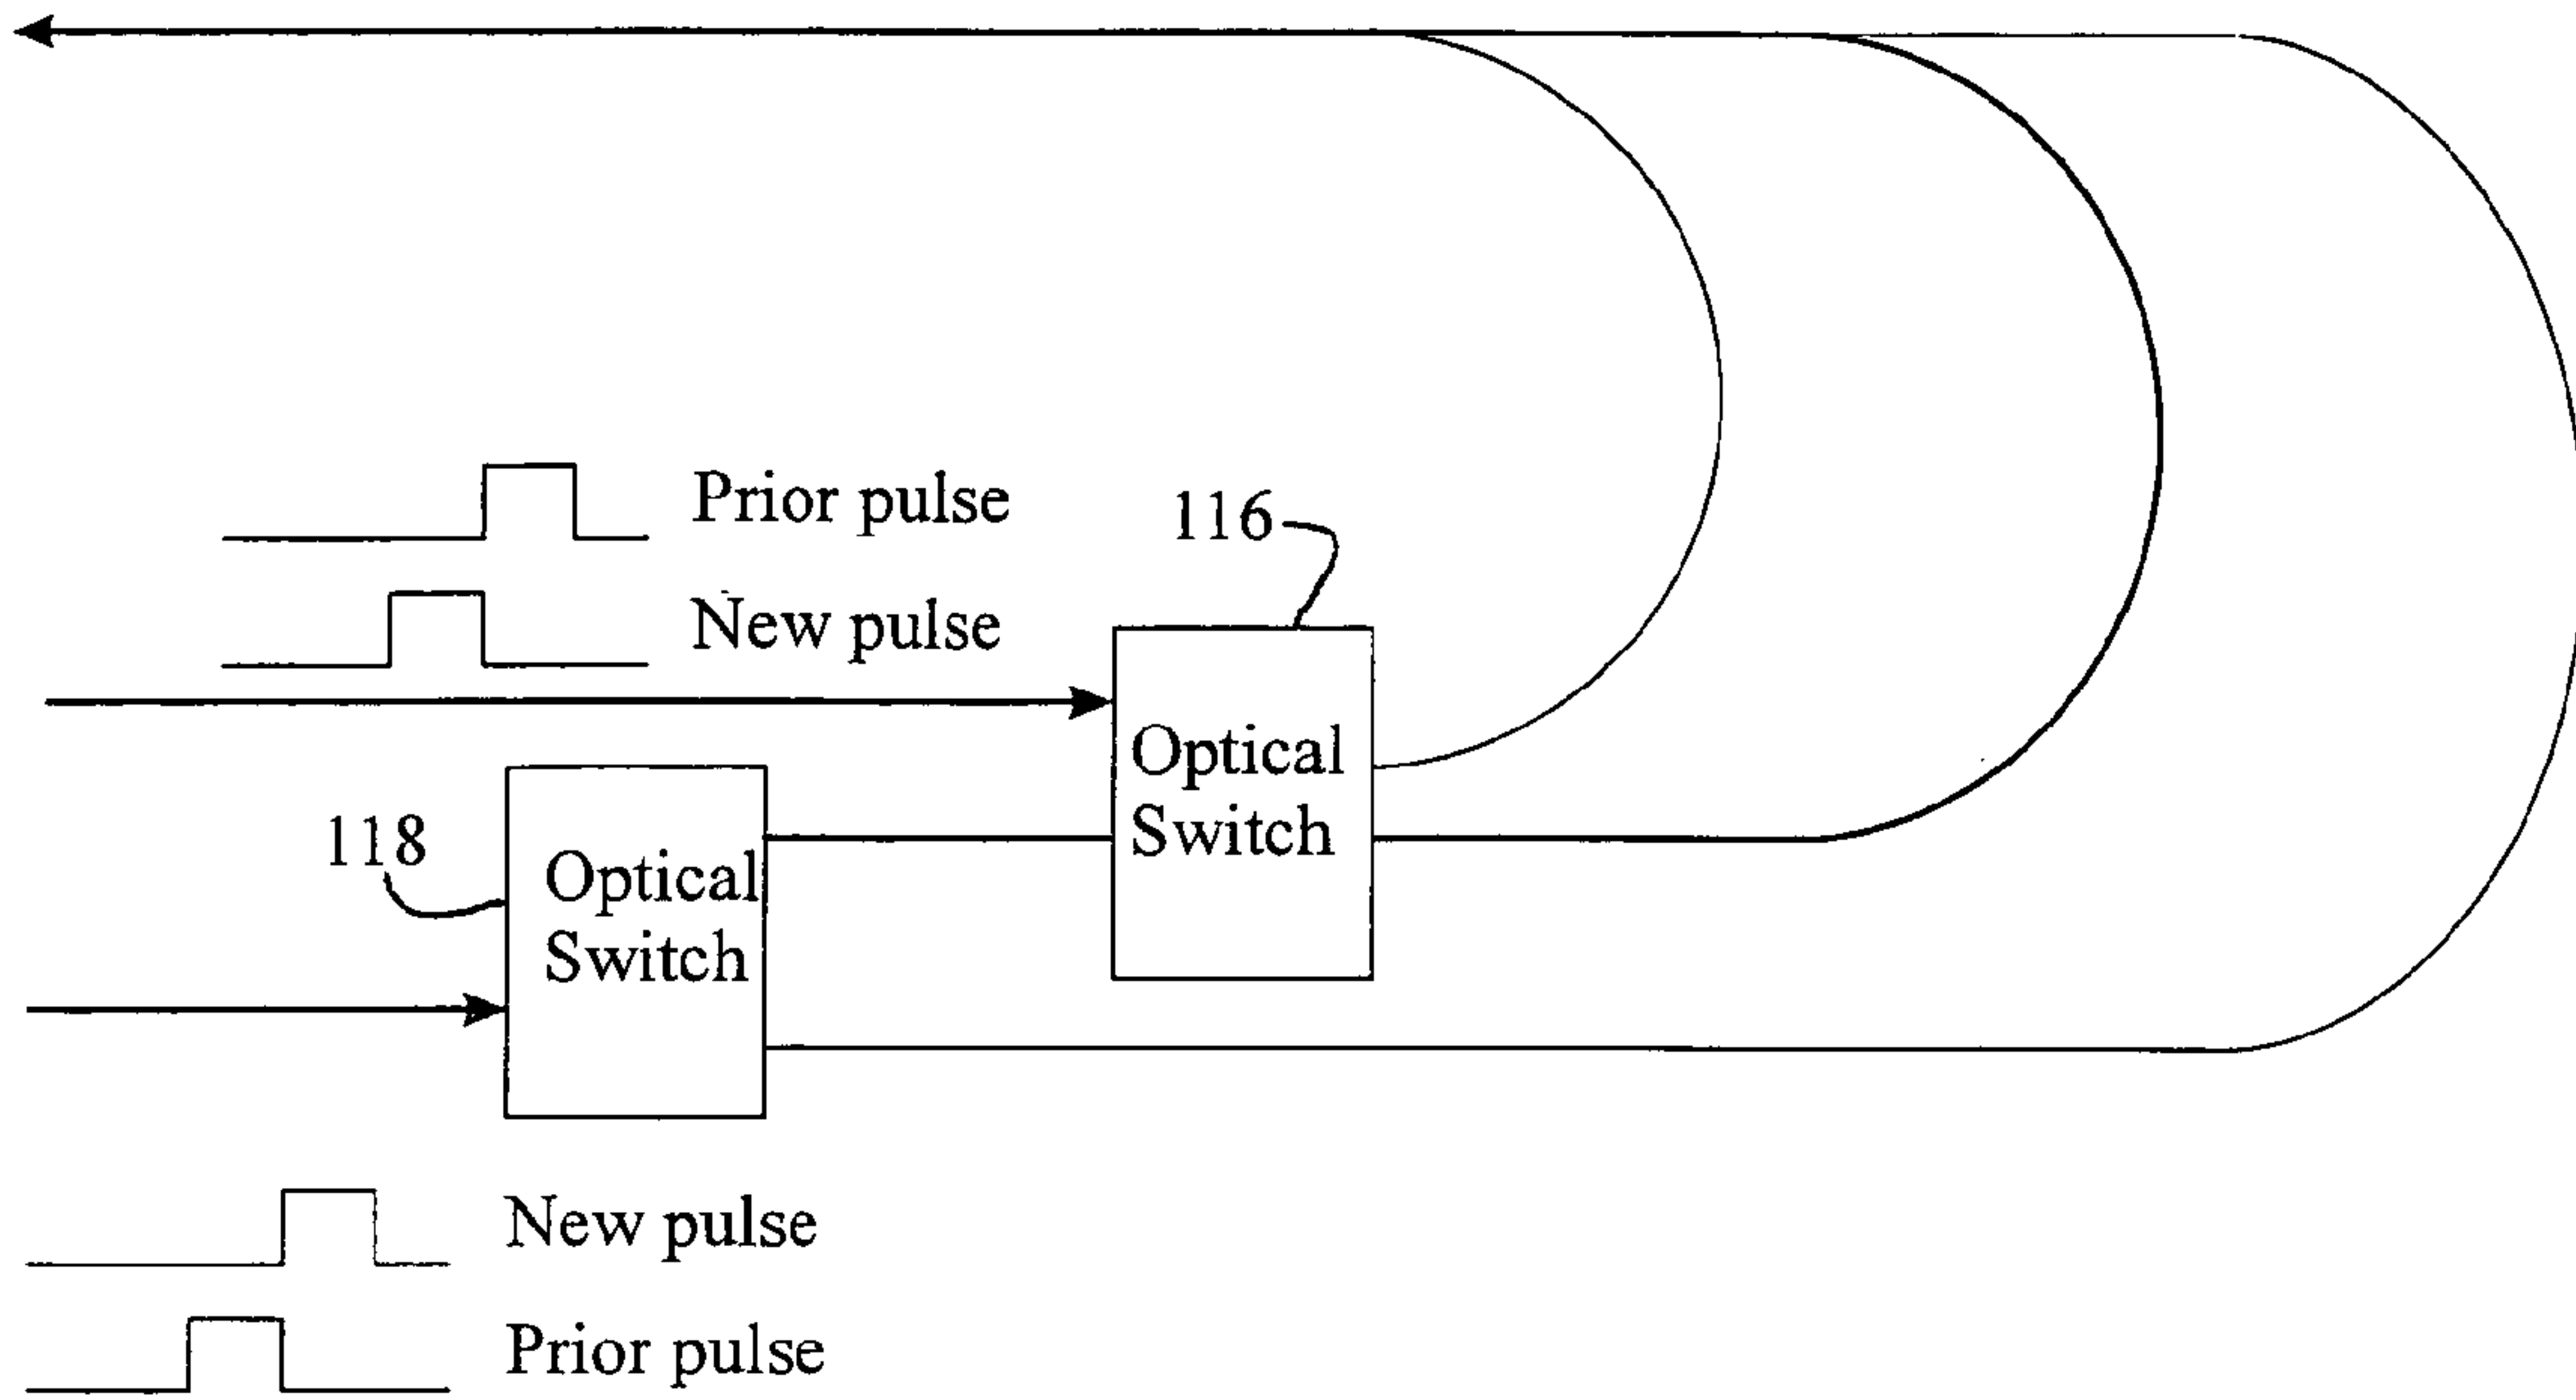 Prior pulse
116
New pulse
Optical
Switch
118
Optical
Switch
New pulse
Prior pulse